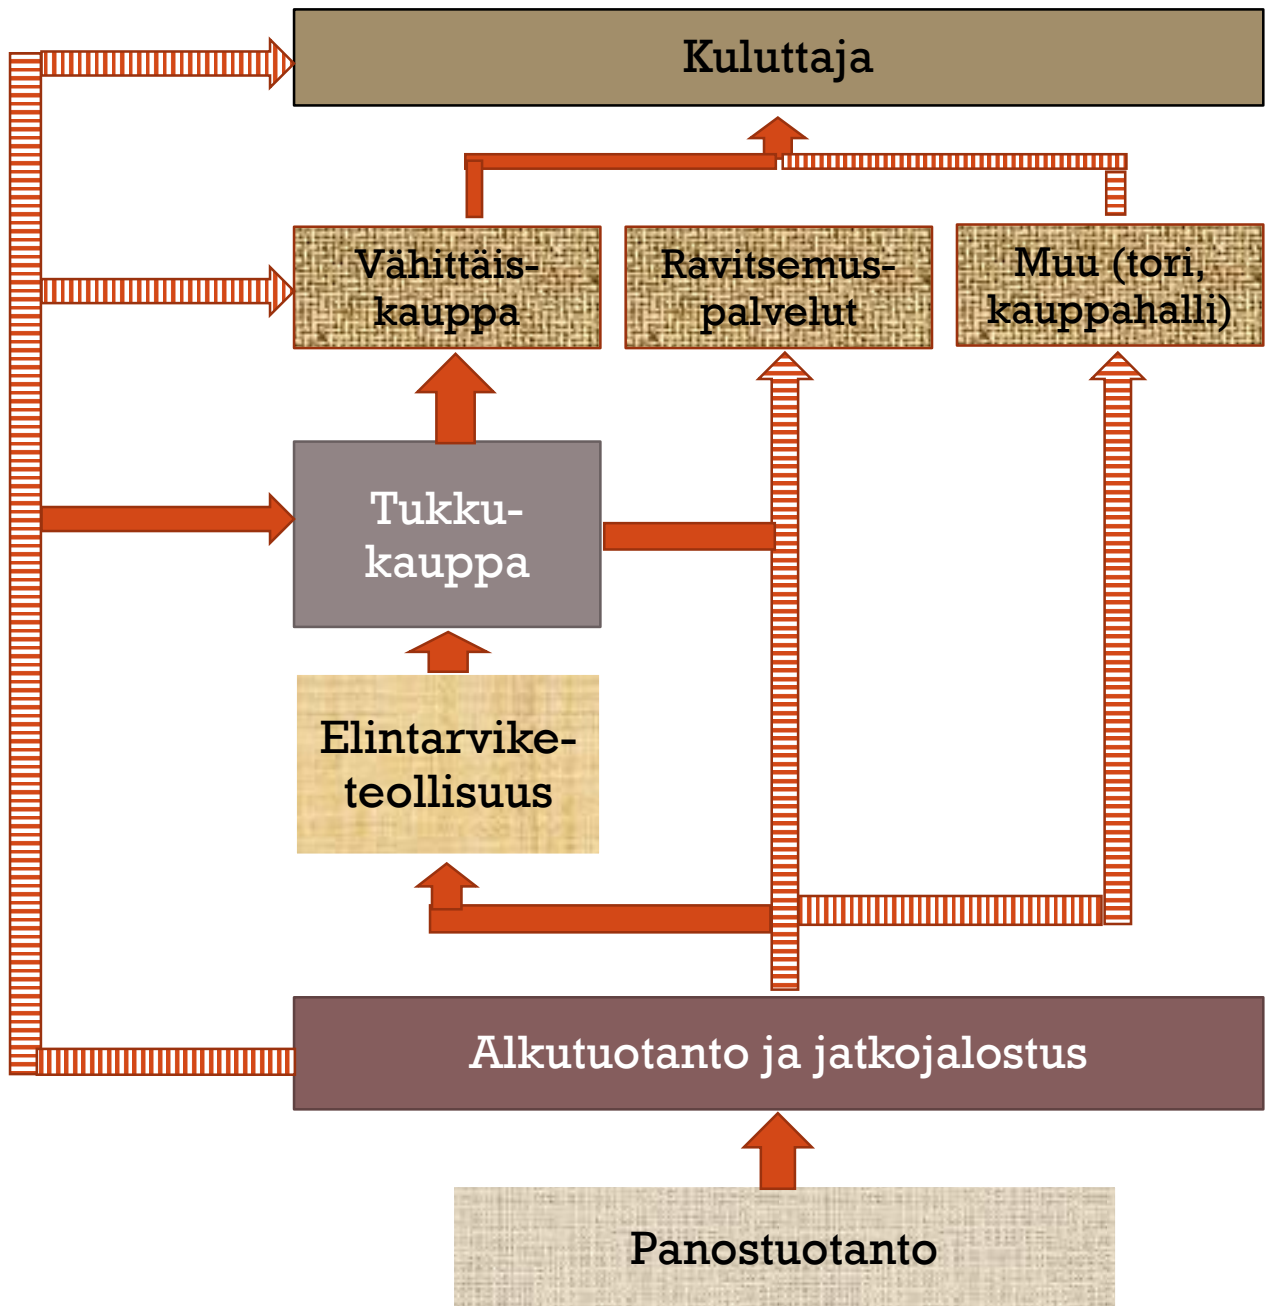 Kuluttaja
Vähittäis-
kauppa
Ravitsemus-
palvelut
Muu (tori,
kauppahalli)
Tukku-
kauppa
Elintarvike-
teollisuus
Alkutuotanto ja jatkojalostus
Panostuotanto